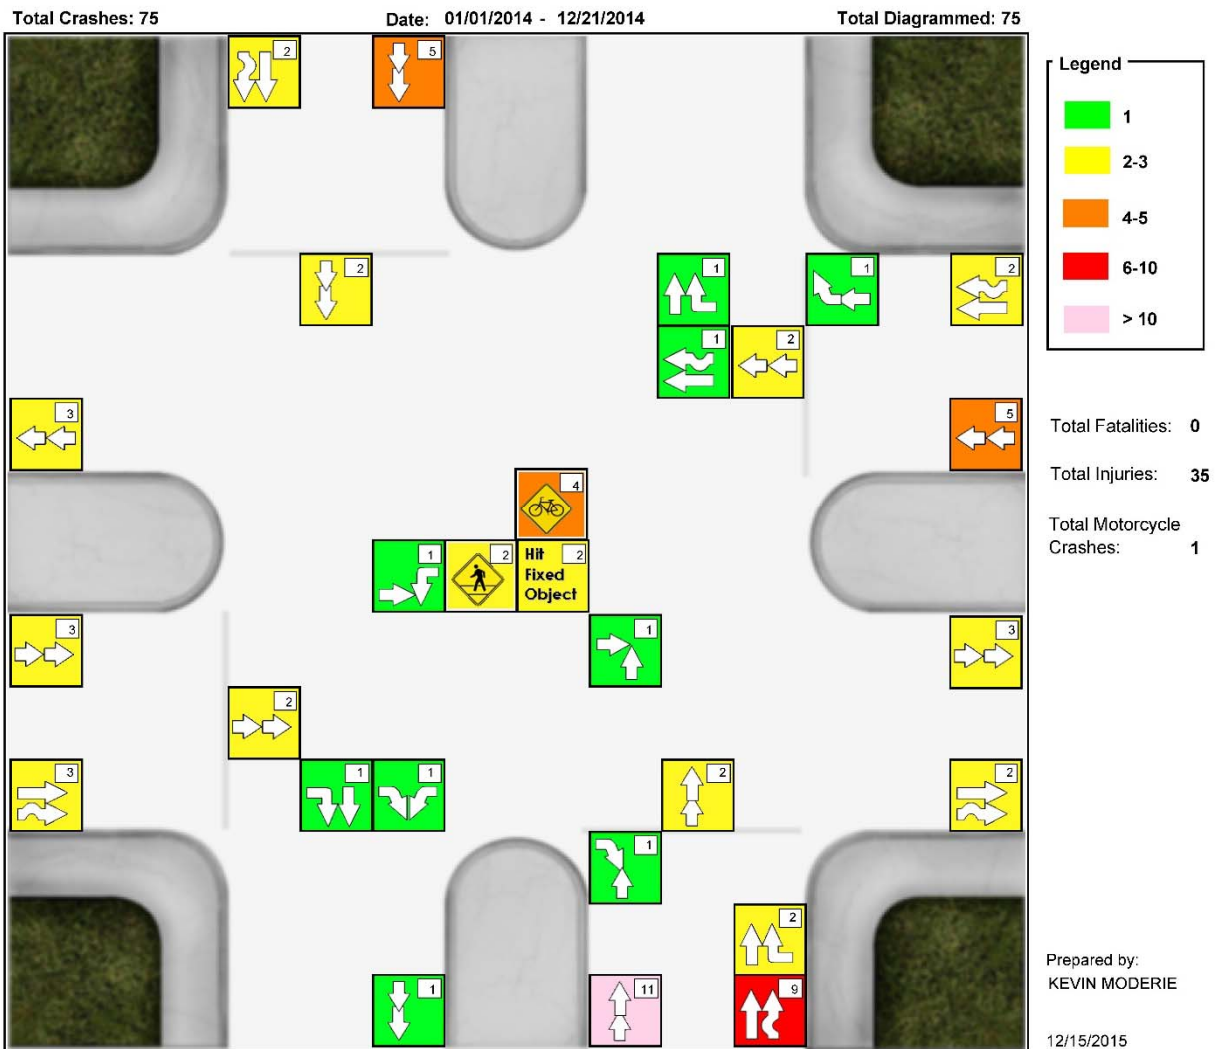 Total Crashes: 75 Date: 01/01/2014 - 12/21/2014 Total Diagrammed: 75
2 5
Legend
1
2-3
4-5
6-10
> 10
2 1 1 2
1 2
3 5
Total Fatalities: 0
Total Injuries: 35
Total Motorcycle
Crashes: 1
4
1 2 Hit 2
Fixed
Object
3 1 3
2
3 1 1 2 2
1
2
1 11 9
Prepared by:
KEVIN MODERIE
12/15/2015